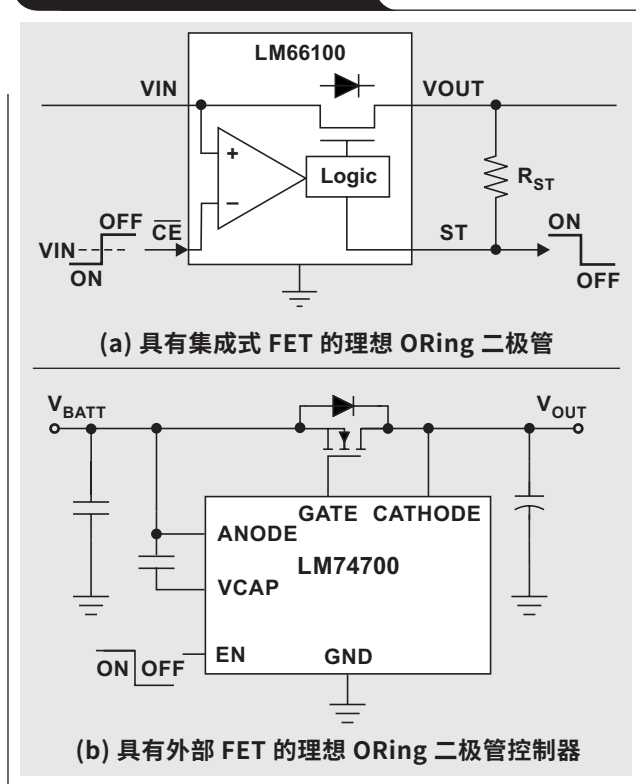 LM66100
VIN
VOUT
+
−
Logic
R_ST
OFF
VIN
ON
CE
ST
ON
OFF
(a) 具有集成式 FET 的理想 ORing 二极管
V_BATT
V_OUT
GATE CATHODE
ANODE
LM74700
VCAP
ON OFF
EN
GND
(b) 具有外部 FET 的理想 ORing 二极管控制器